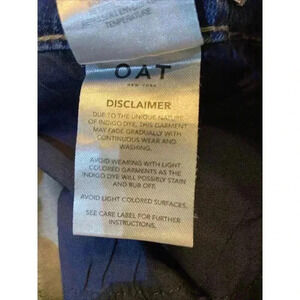 TEMPERATURE
OAT
NEW YORK
DISCLAIMER
DUE TO THE UNIQUE NATURE
OF INDIGO DYE, THIS GARMENT
MAY FADE GRADUALLY WITH
CONTINUOUS WEAR AND
WASHING.
AVOID WEARING WITH LIGHT
COLORED GARMENTS AS THE
INDIGO DYE WILL POSSIBLY STAIN
AND RUB OFF.
AVOID LIGHT COLORED SURFACES.
SEE CARE LABEL FOR FURTHER
INSTRUCTIONS.